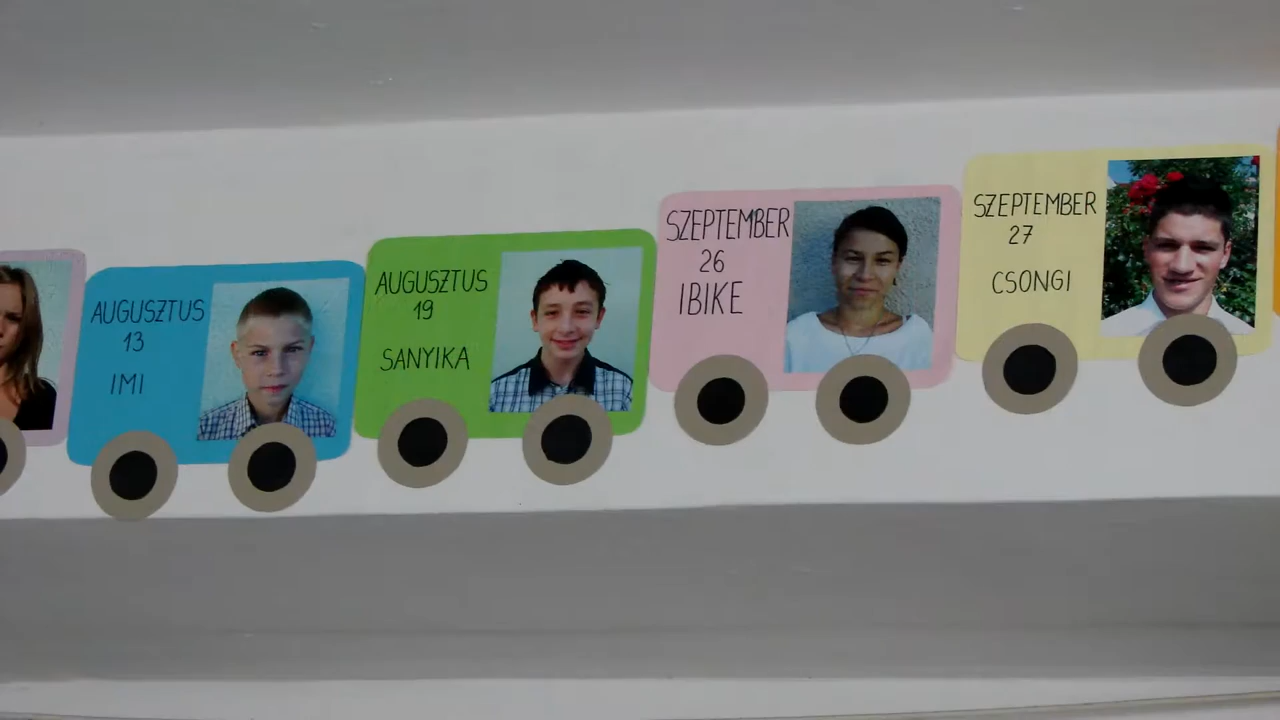 AUGUSZTUS
13
IMI
AUGUSZTUS
19
SANYIKA
SZEPTEMBER
26
IBIKE
SZEPTEMBER
27
CSONGI